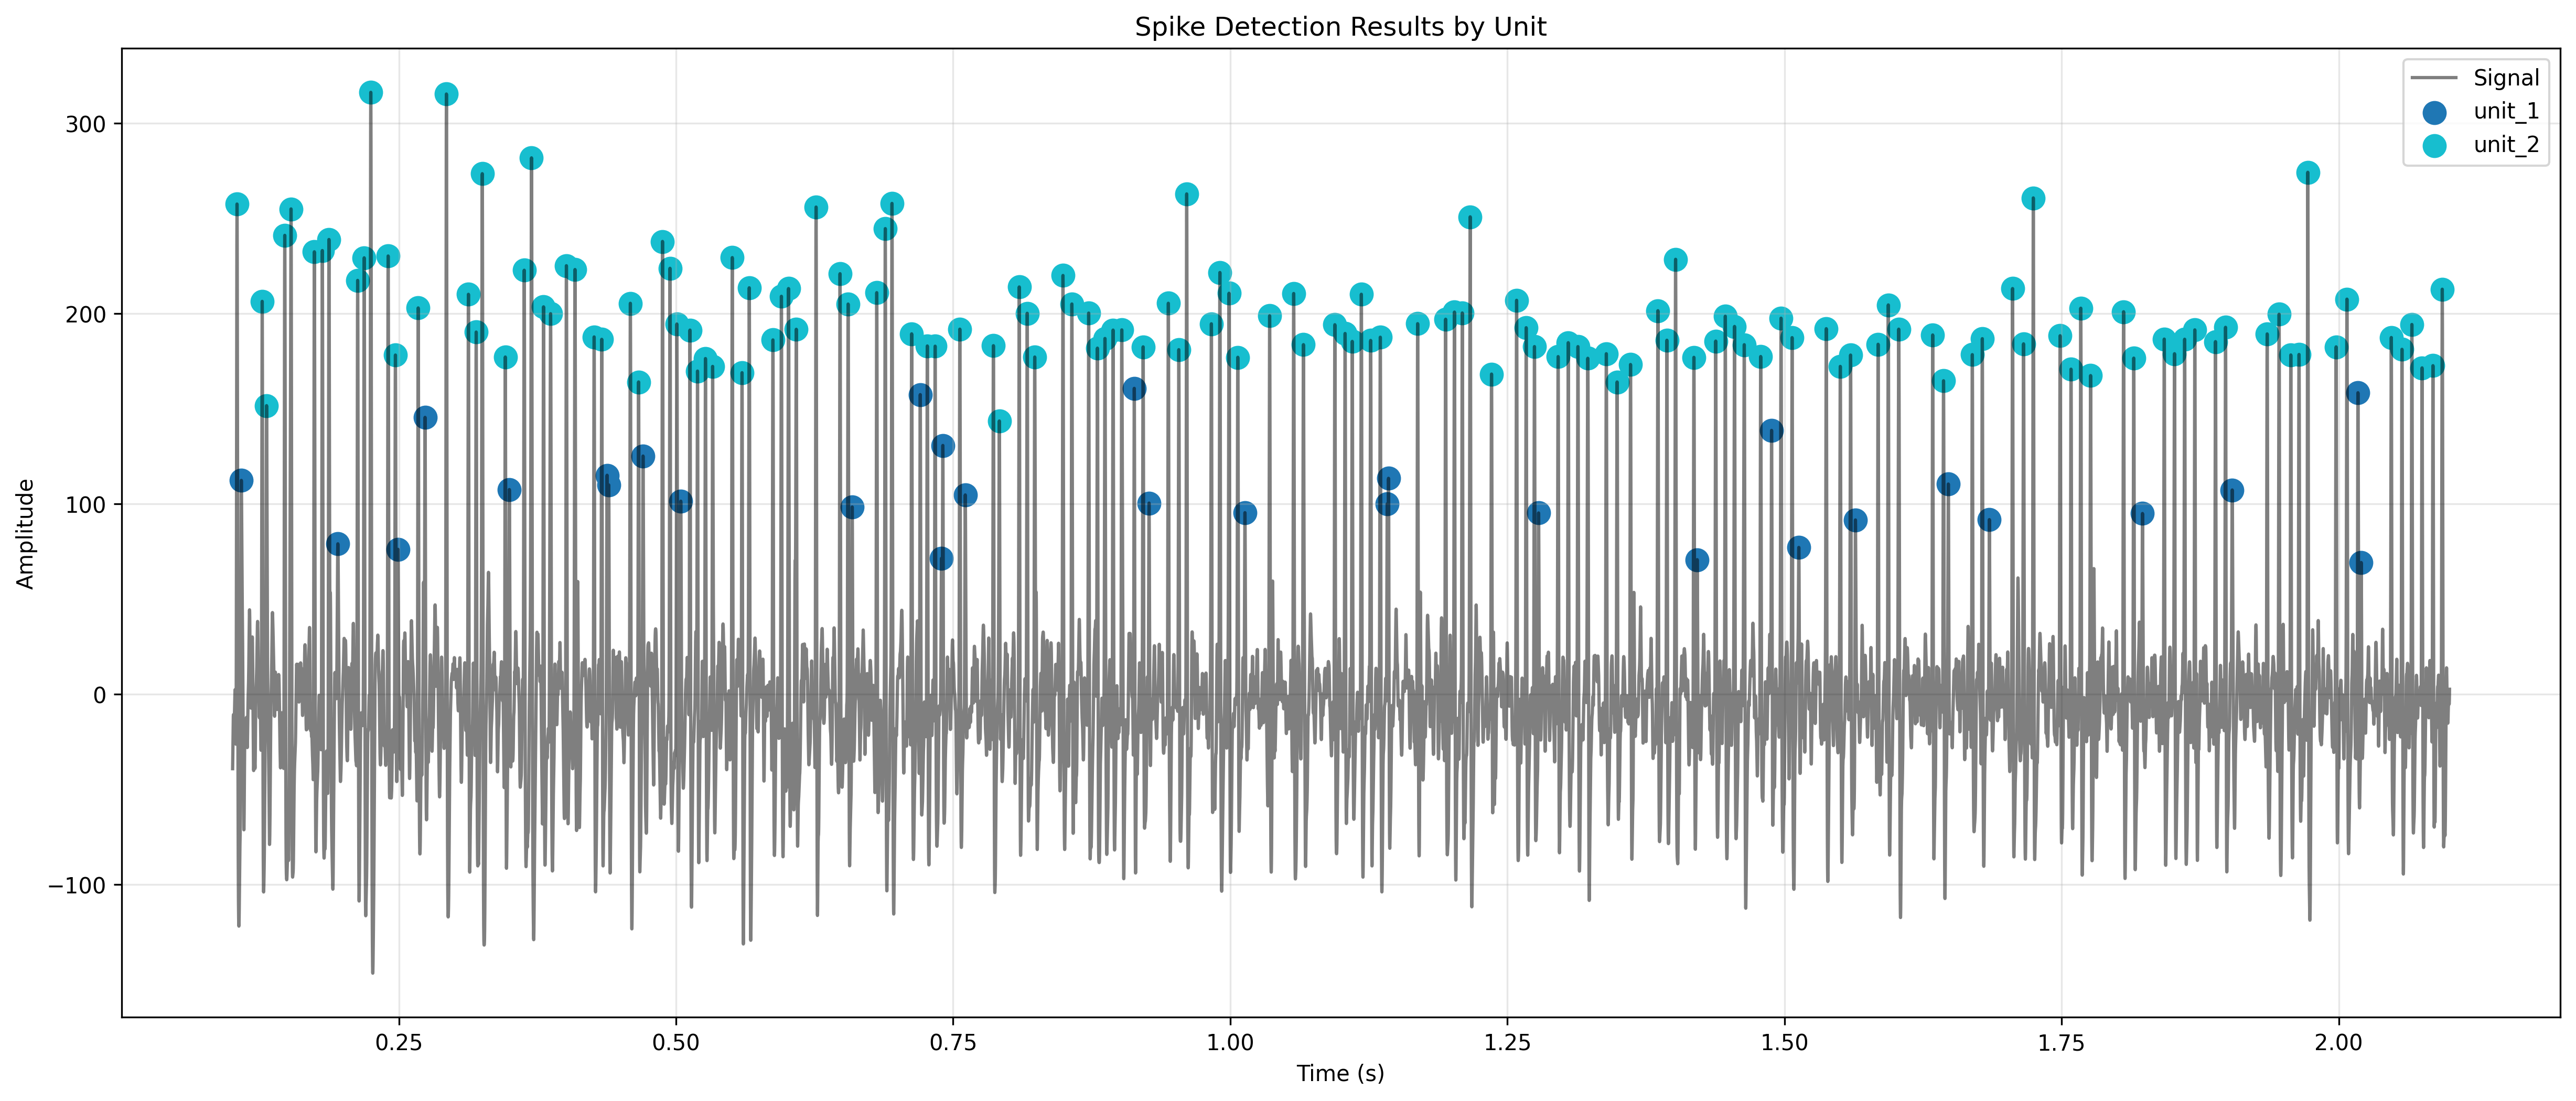 Spike Detection Results by Unit
Signal
unit_1
unit_2
300
200
100
0
−100
Amplitude
0.25 0.50 0.75 1.00 1.25 1.50 1.75 2.00
Time (s)